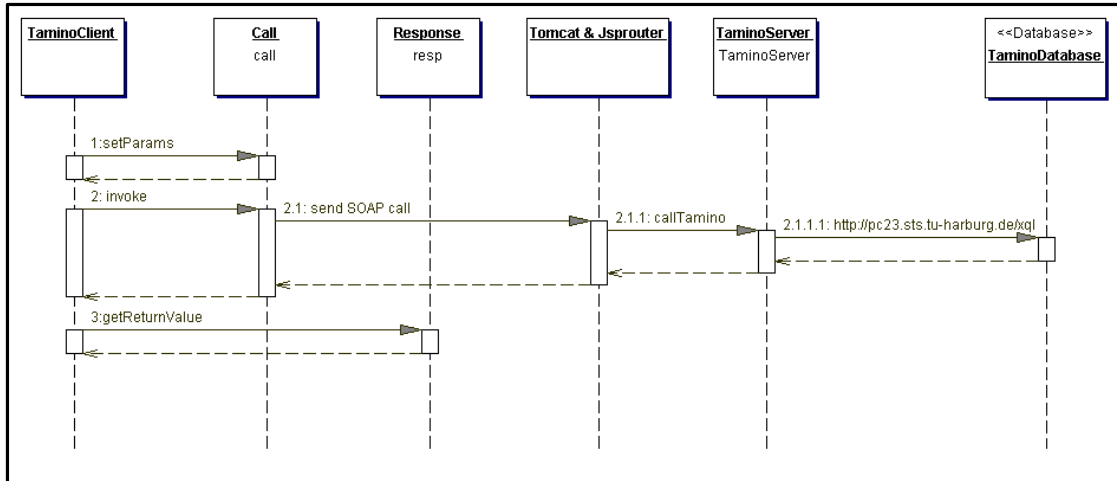 TaminoClient
Call
call
Response
resp
Tomcat & Jsprouter
TaminoServer
TaminoServer
<<Database>>
TaminoDatabase
1:setParams
2: invoke
2.1: send SOAP call
2.1.1: callTamino
2.1.1.1: http://pc23.sts.tu-harburg.de/xql
3:getReturnValue